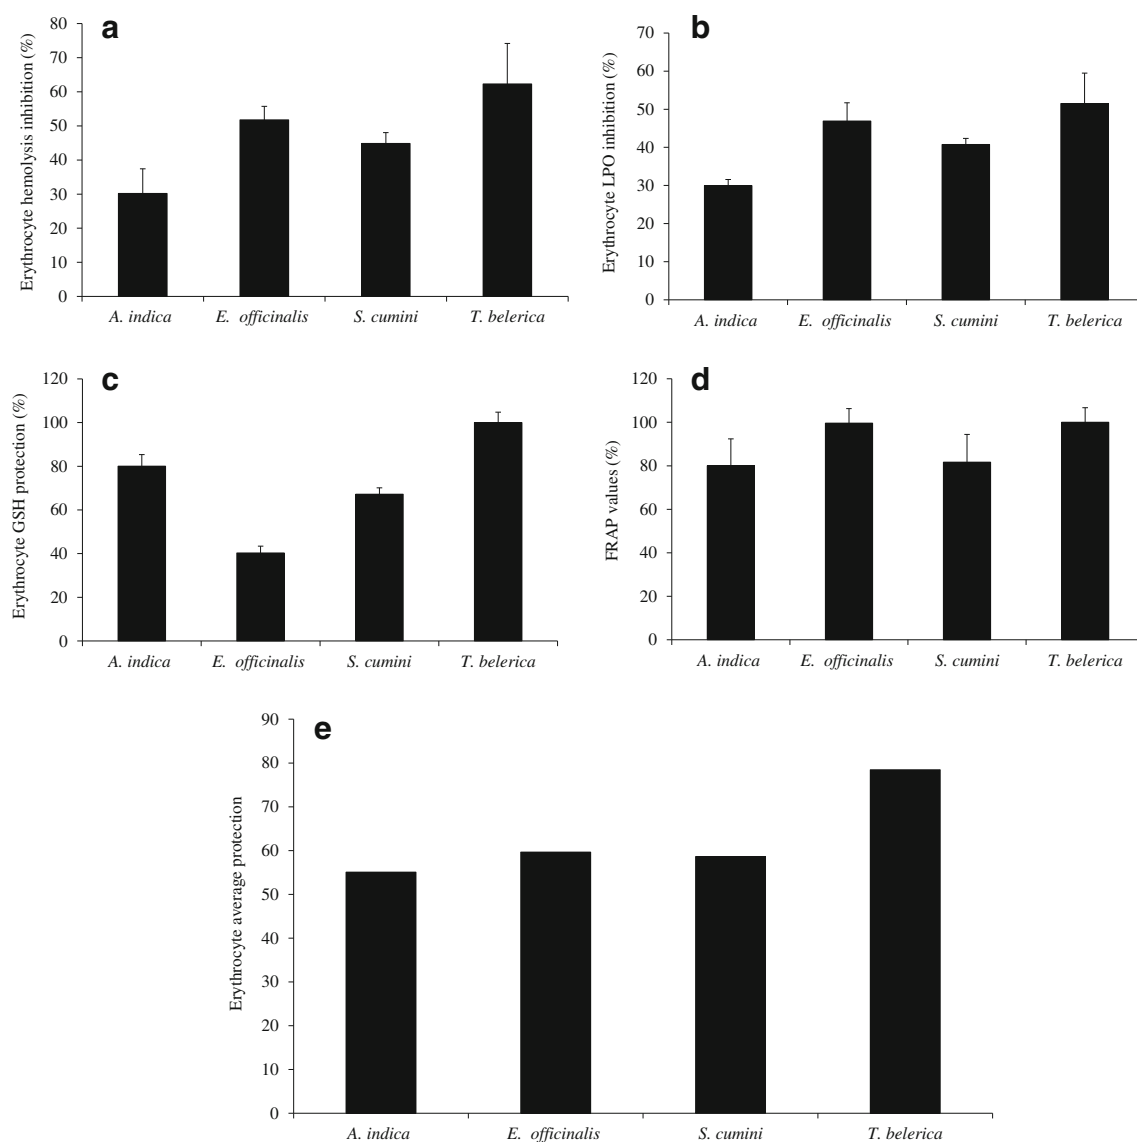 a
Erythrocyte hemolysis inhibition (%)
80
70
60
50
40
30
20
10
0
A. indica
E. officinalis
S. cumini
T. belerica
b
Erythrocyte LPO inhibition (%)
70
60
50
40
30
20
10
0
A. indica
E. officinalis
S. cumini
T. belerica
c
Erythrocyte GSH protection (%)
120
100
80
60
40
20
0
A. indica
E. officinalis
S. cumini
T. belerica
d
FRAP values (%)
120
100
80
60
40
20
0
A. indica
E. officinalis
S. cumini
T. belerica
e
Erythrocyte average protection
90
80
70
60
50
40
30
20
10
0
A. indica
E. officinalis
S. cumini
T. belerica